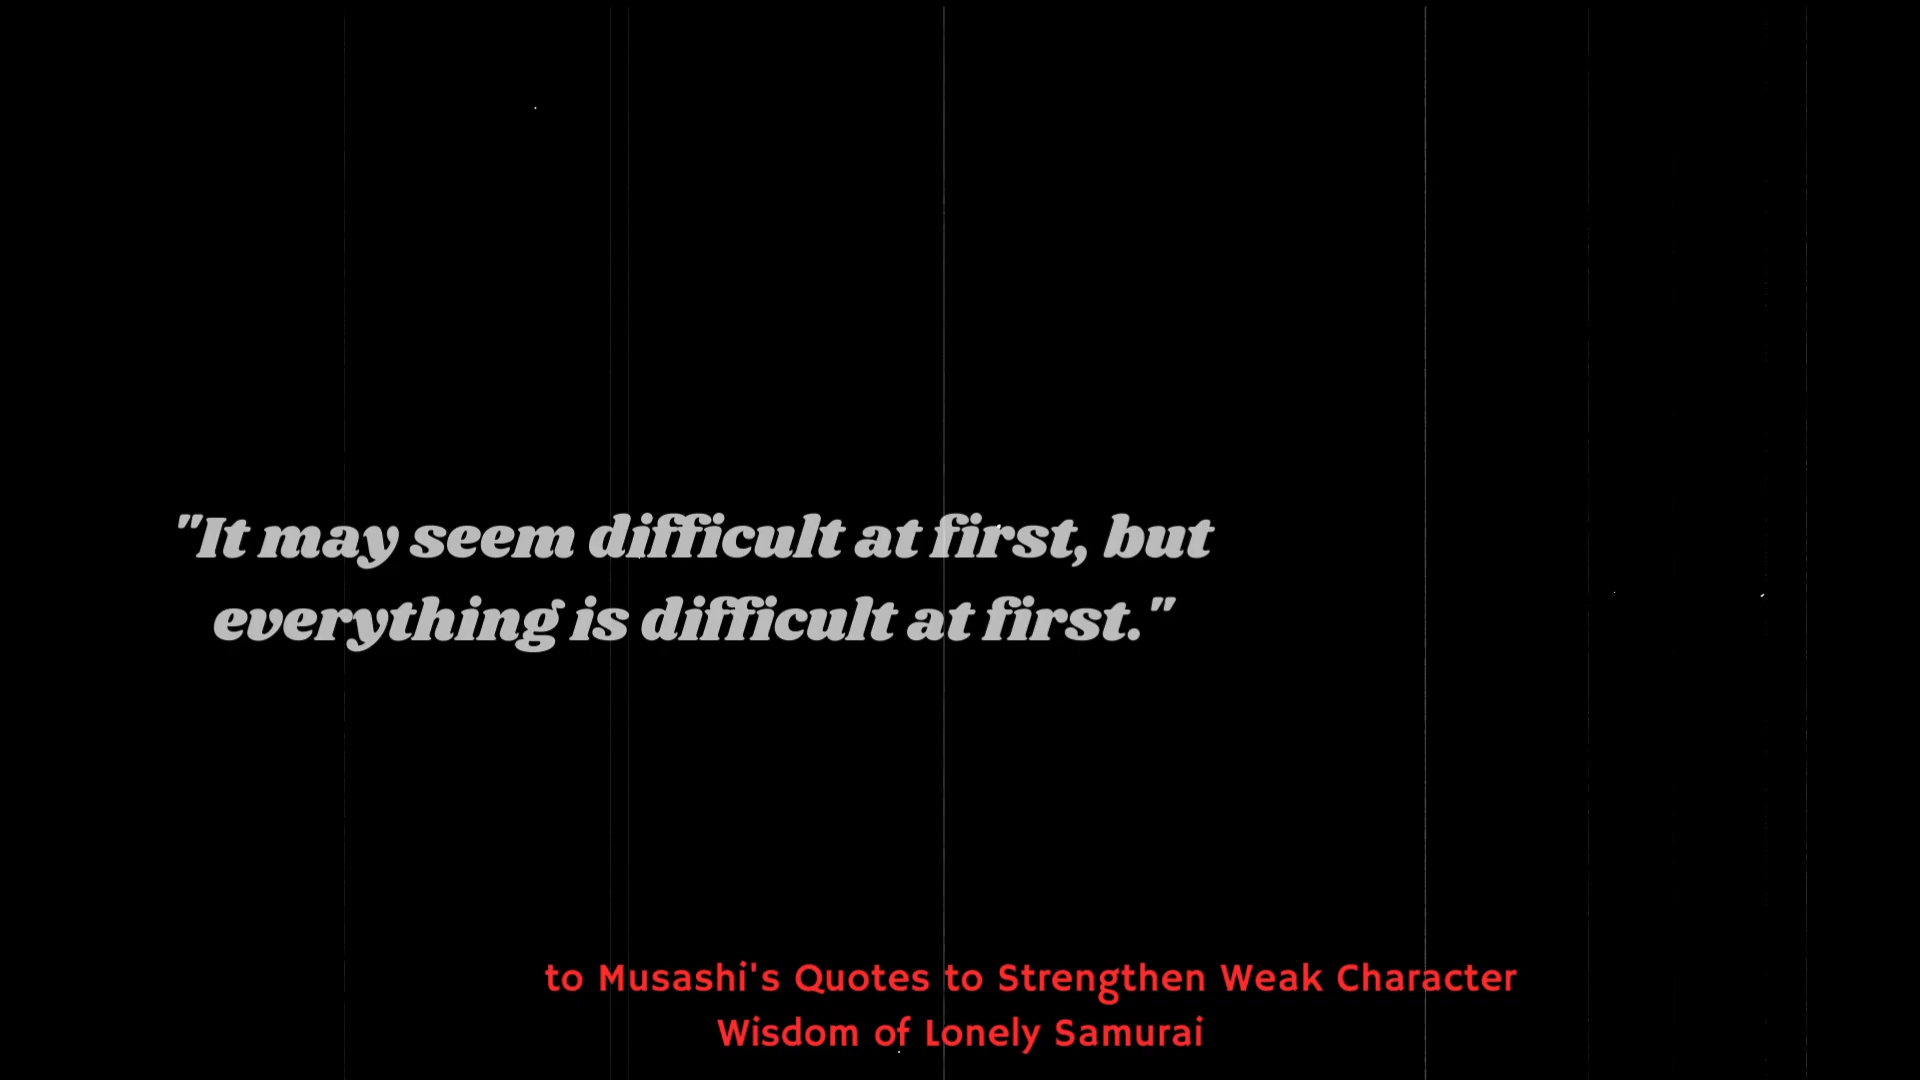 "It may seem difficult at first, but
everything is difficult at first."
to Musashi's Quotes to Strengthen Weak Character
Wisdom of Lonely Samurai